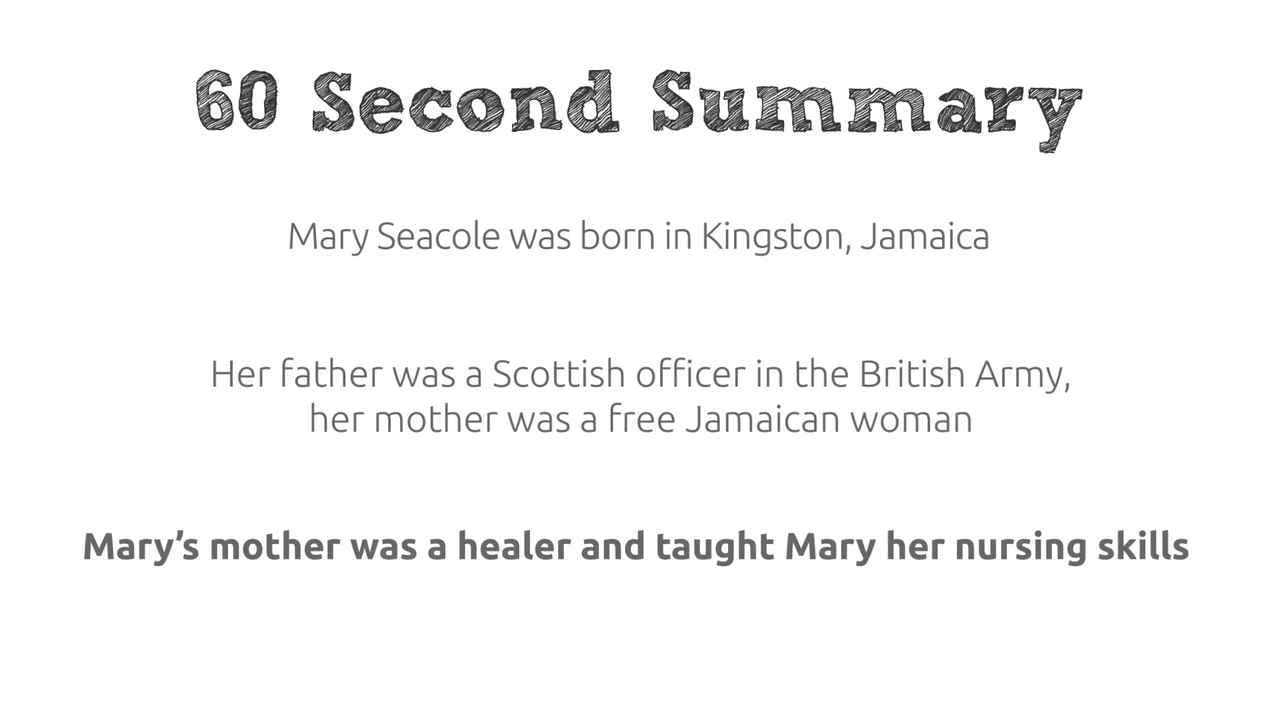 60 Second Summary
Mary Seacole was born in Kingston, Jamaica
Her father was a Scottish officer in the British Army,
her mother was a free Jamaican woman
Mary’s mother was a healer and taught Mary her nursing skills